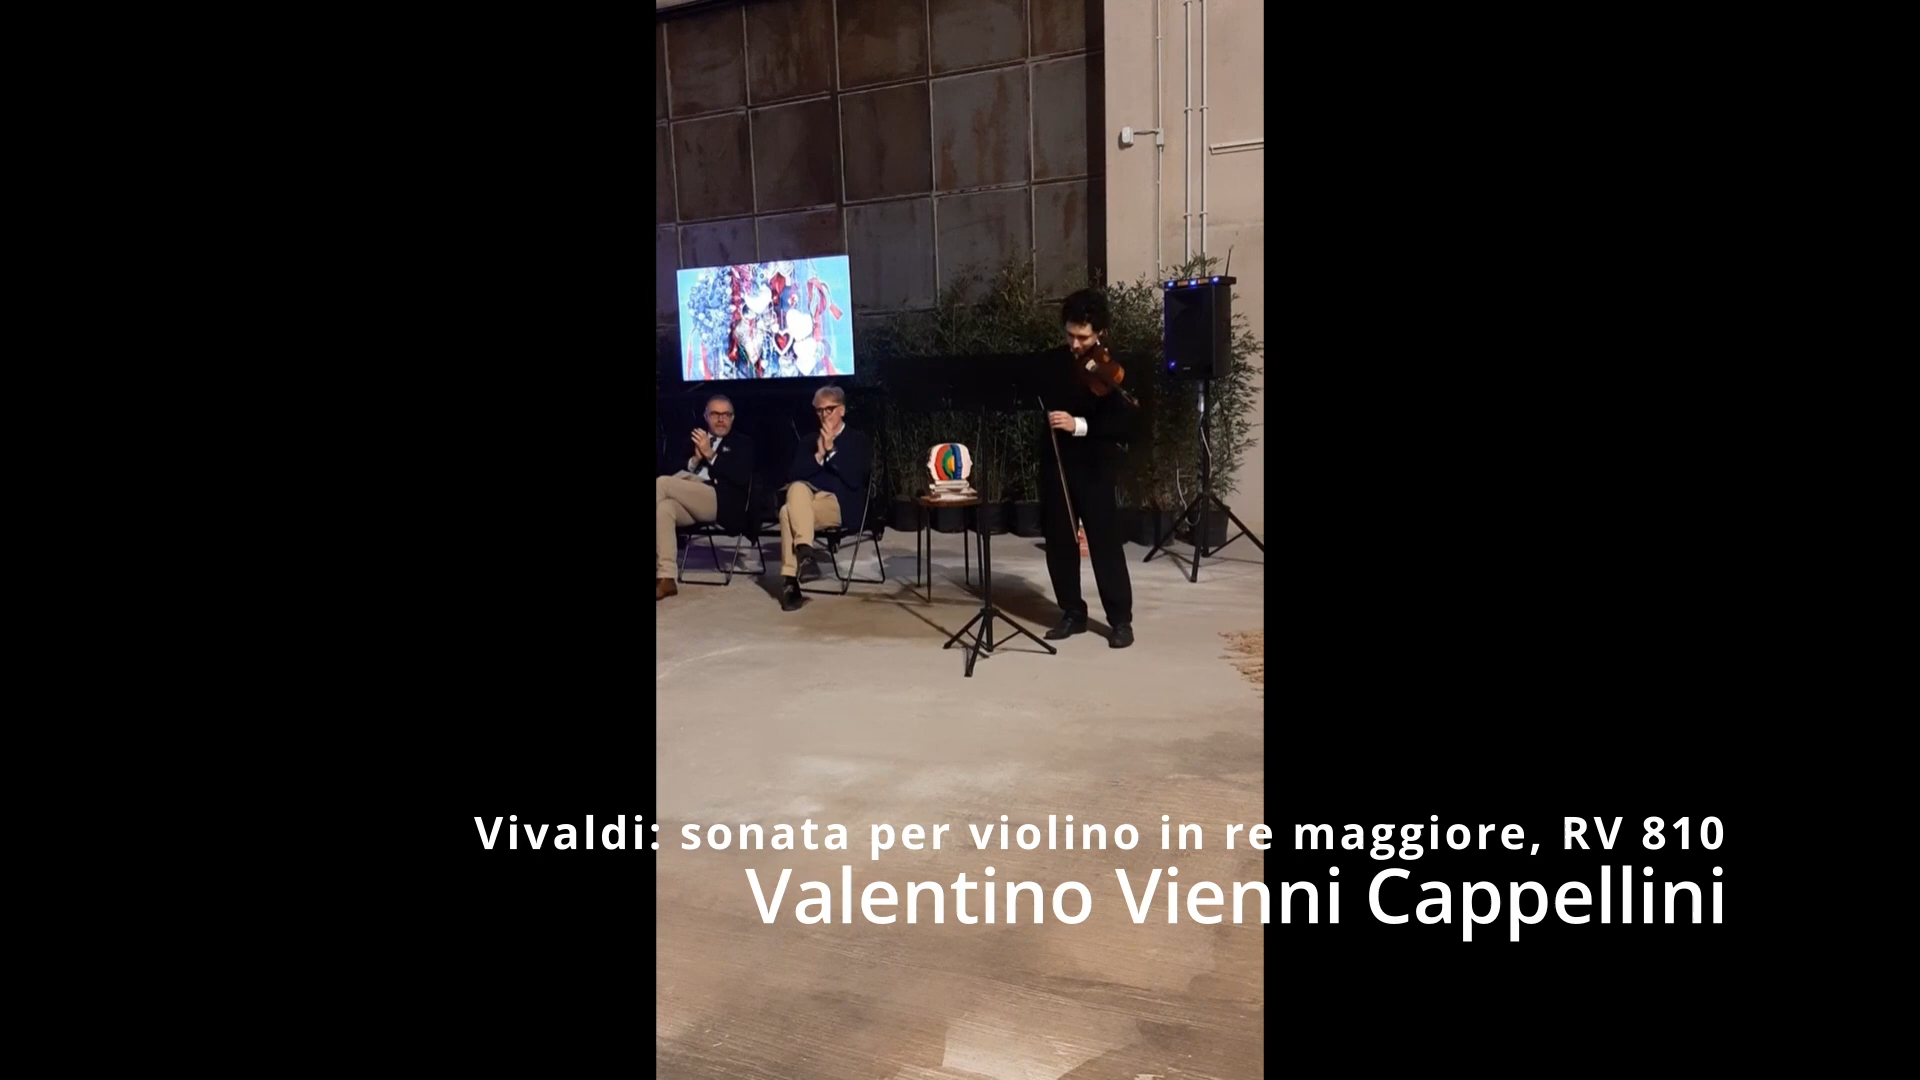 Vivaldi: sonata per violino in re maggiore, RV 810
Valentino Vienni Cappellini